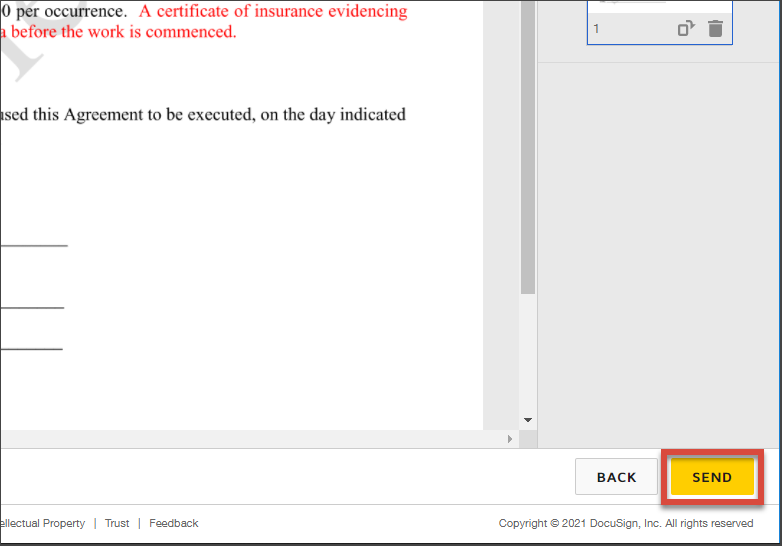 0 per occurrence. A certificate of insurance evidencing
a before the work is commenced.
1
used this Agreement to be executed, on the day indicated
BACK
SEND
ellectual Property | Trust | Feedback
Copyright © 2021 DocuSign, Inc. All rights reserved